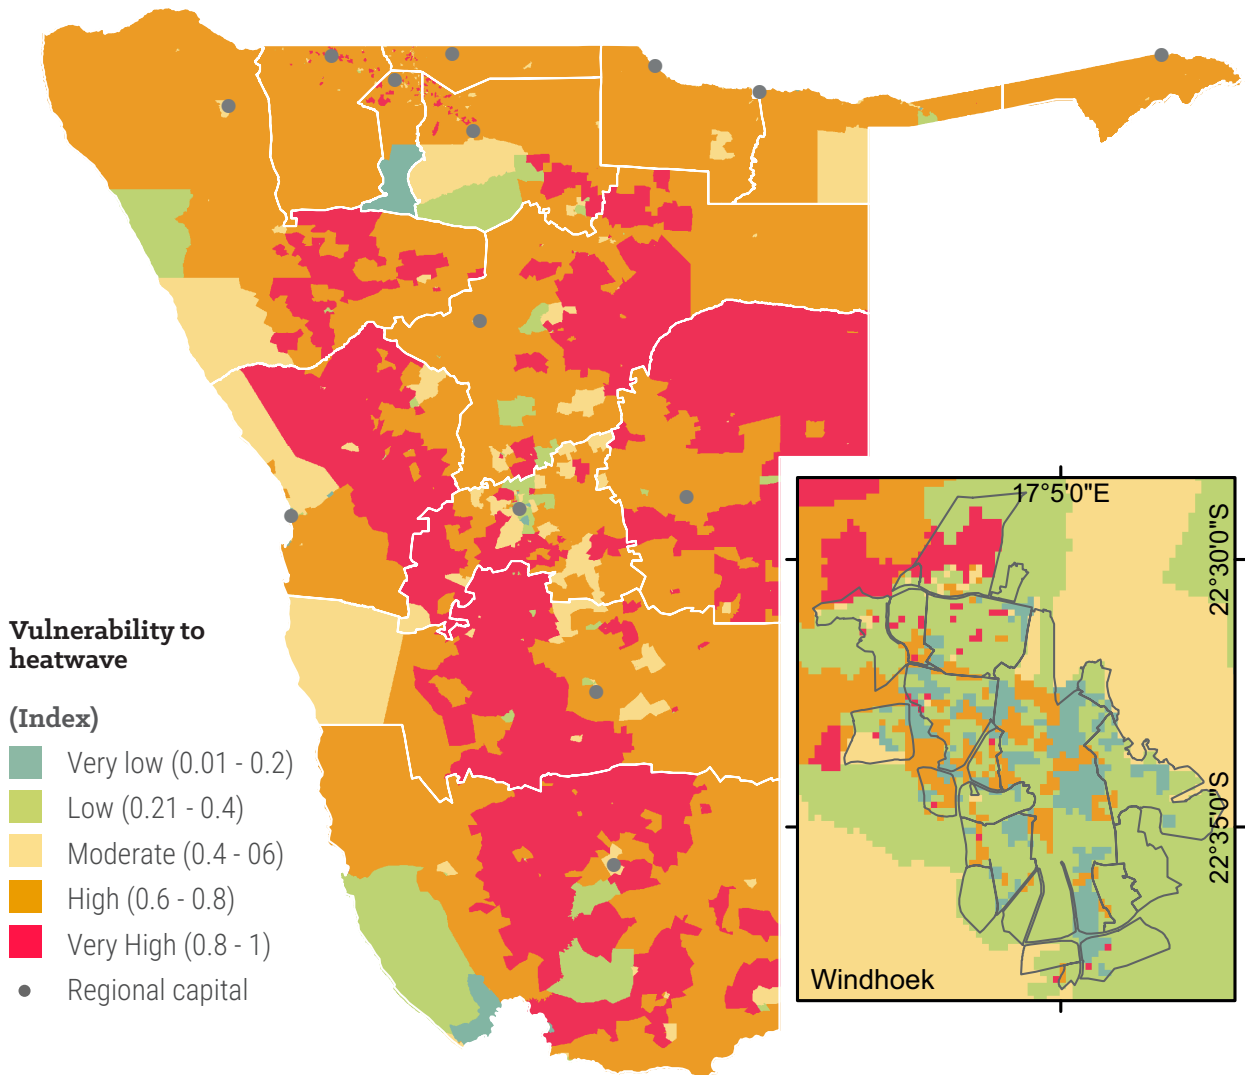 Vulnerability to
heatwave
(Index)
Very low (0.01 - 0.2)
Low (0.21 - 0.4)
Moderate (0.4 - 06)
High (0.6 - 0.8)
Very High (0.8 - 1)
Regional capital
17°5'0"E
22°30'0"S
22°35'0"S
Windhoek